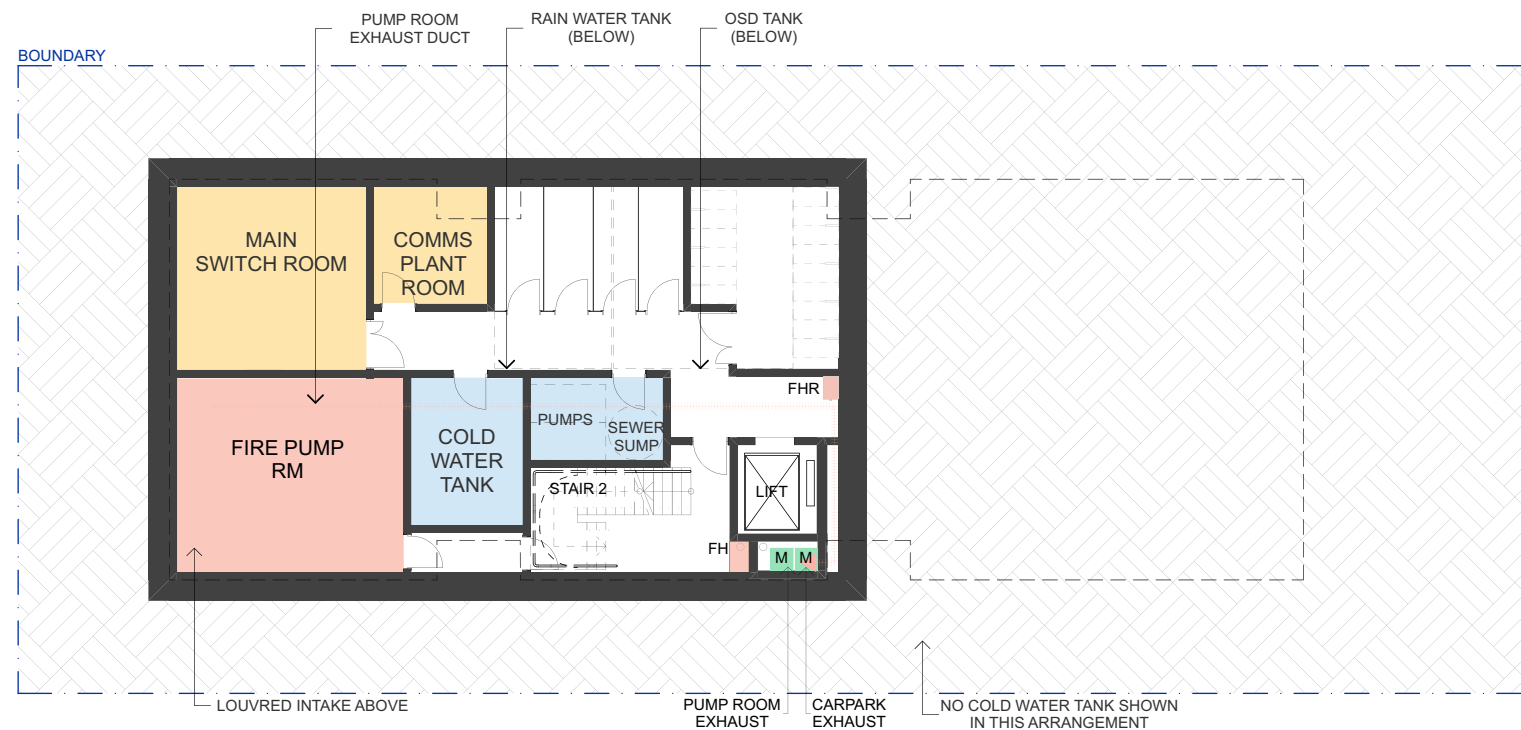 PUMP ROOM
EXHAUST DUCT
RAIN WATER TANK
(BELOW)
OSD TANK
(BELOW)
BOUNDARY
MAIN
SWITCH ROOM
COMMS
PLANT
ROOM
FHR
FIRE PUMP
RM
COLD
WATER
TANK
PUMPS
SEWER
SUMP
STAIR 2
LIFT
FH
M
M
LOUVRED INTAKE ABOVE
PUMP ROOM
EXHAUST
CARPARK
EXHAUST
NO COLD WATER TANK SHOWN
IN THIS ARRANGEMENT